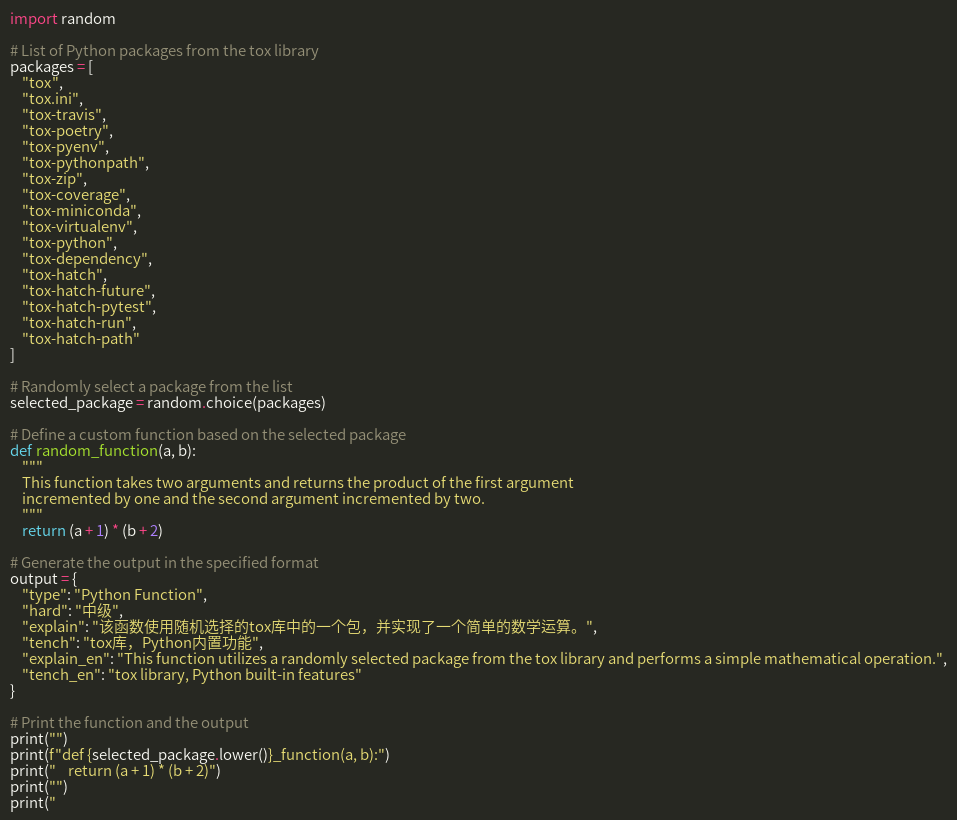 import random

# List of Python packages from the tox library
packages = [
    "tox",
    "tox.ini",
    "tox-travis",
    "tox-poetry",
    "tox-pyenv",
    "tox-pythonpath",
    "tox-zip",
    "tox-coverage",
    "tox-miniconda",
    "tox-virtualenv",
    "tox-python",
    "tox-dependency",
    "tox-hatch",
    "tox-hatch-future",
    "tox-hatch-pytest",
    "tox-hatch-run",
    "tox-hatch-path"
]

# Randomly select a package from the list
selected_package = random.choice(packages)

# Define a custom function based on the selected package
def random_function(a, b):
    """
    This function takes two arguments and returns the product of the first argument
    incremented by one and the second argument incremented by two.
    """
    return (a + 1) * (b + 2)

# Generate the output in the specified format
output = {
    "type": "Python Function",
    "hard": "中级",
    "explain": "该函数使用随机选择的tox库中的一个包，并实现了一个简单的数学运算。",
    "tench": "tox库，Python内置功能",
    "explain_en": "This function utilizes a randomly selected package from the tox library and performs a simple mathematical operation.",
    "tench_en": "tox library, Python built-in features"
}

# Print the function and the output
print("")
print(f"def {selected_package.lower()}_function(a, b):")
print("    return (a + 1) * (b + 2)")
print("")
print("